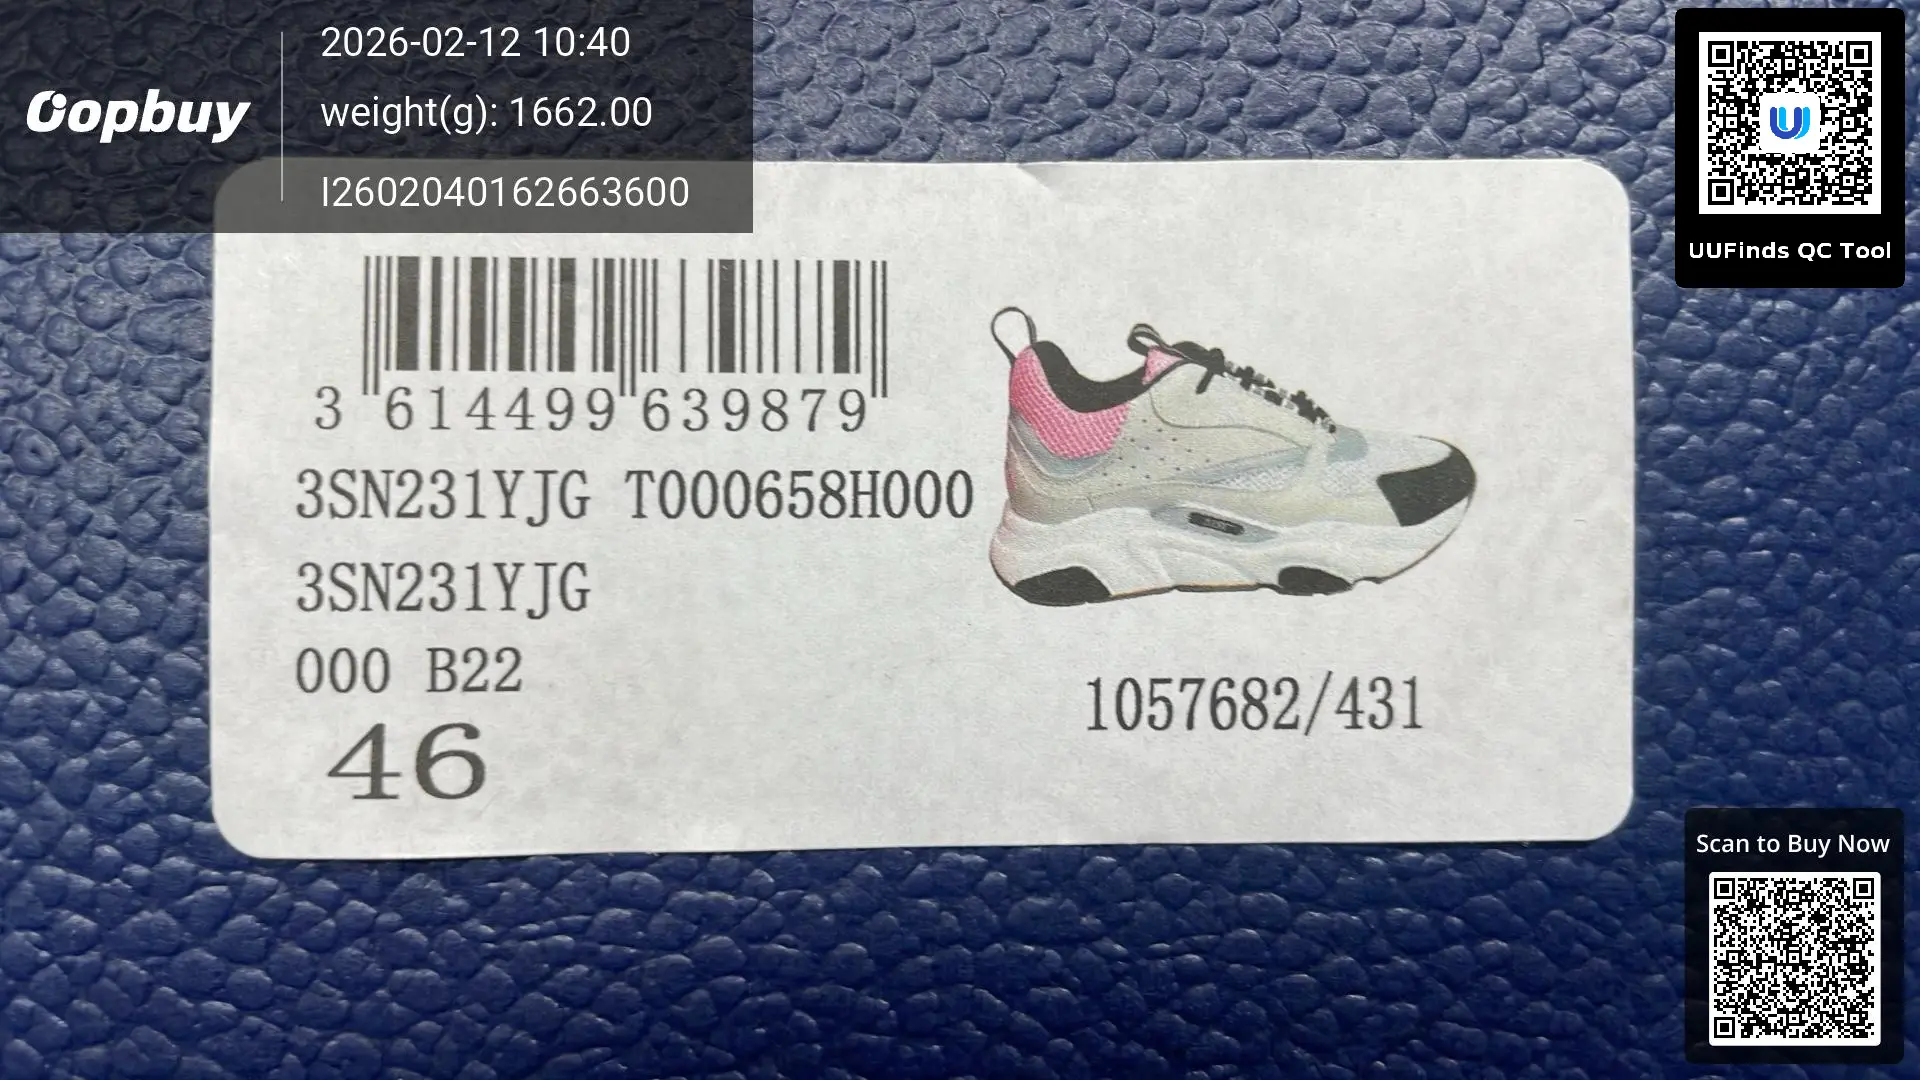 Oopbuy
2026-02-12 10:40
weight(g): 1662.00
I2602040162663600
UUFinds QC Tool
3 614499 639879
3SN231YJG T000658H000
3SN231YJG
000 B22
46
1057682/431
Scan to Buy Now